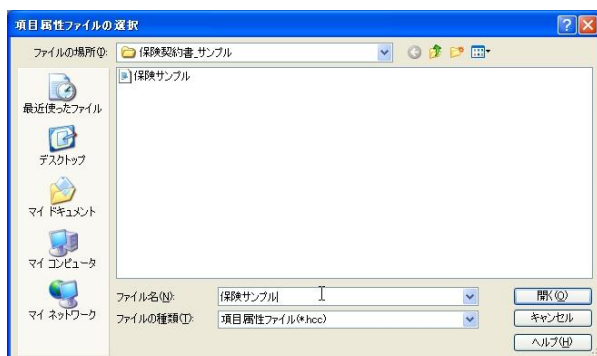 項目属性ファイルの選択
ファイルの場所(I):
保険契約書_サンプル
保険サンプル
最近使ったファイル
デスクトップ
マイ ドキュメント
マイ コンピュータ
マイ ネットワーク
ファイル名(N):
保険サンプル
開く(O)
ファイルの種類(T):
項目属性ファイル(*.hcc)
キャンセル
ヘルプ(H)